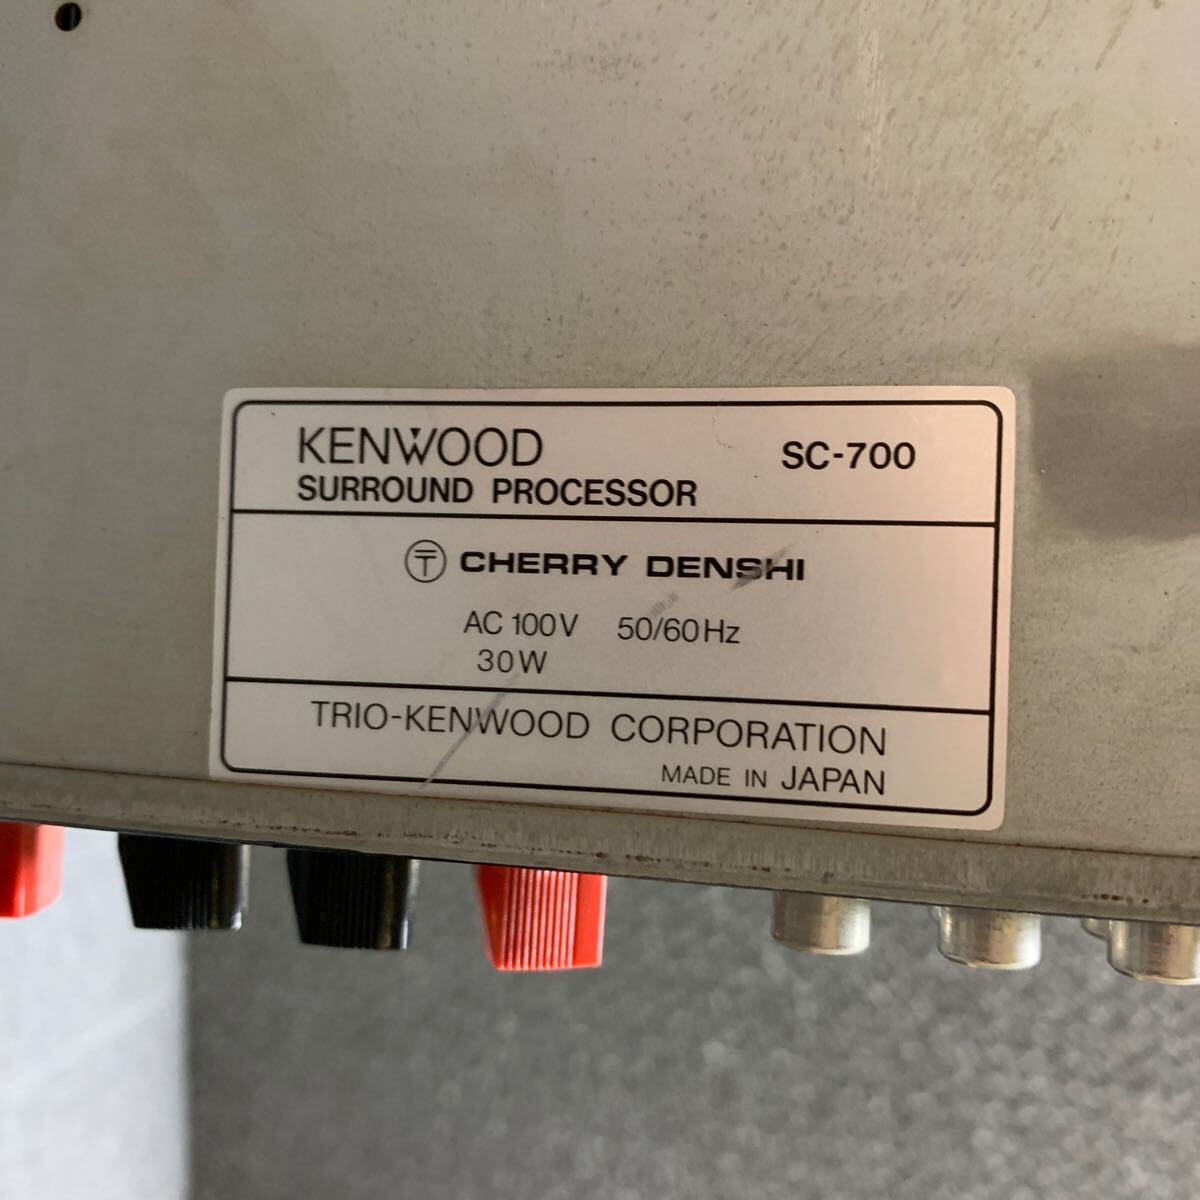 KENWOOD SC-700
SURROUND PROCESSOR
〶 CHERRY DENSHI
AC 100V 50/60Hz
30W
TRIO-KENWOOD CORPORATION
MADE IN JAPAN